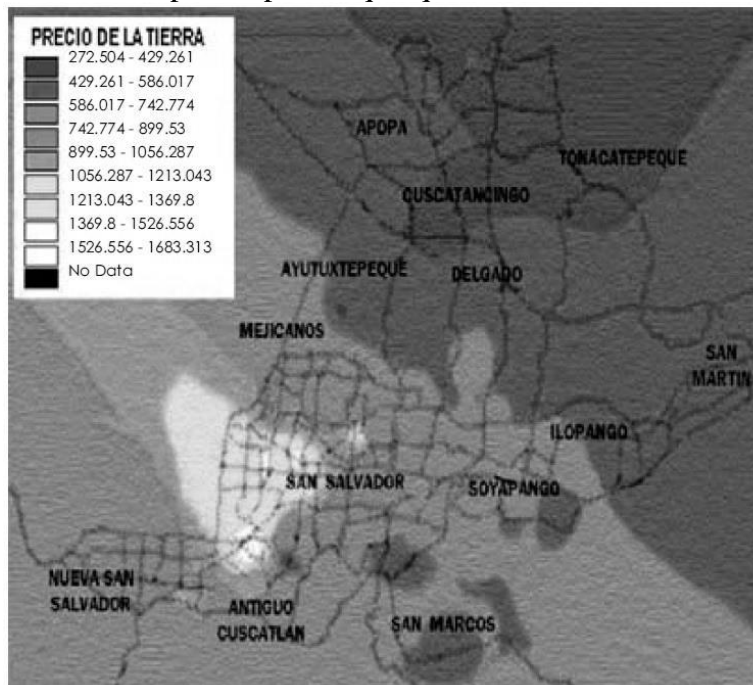 PRECIO DE LA TIERRA
272.504 - 429.261
429.261 - 586.017
586.017 - 742.774
742.774 - 899.53
899.53 - 1056.287
1056.287 - 1213.043
1213.043 - 1369.8
1369.8 - 1526.556
1526.556 - 1683.313
No Data
APOPA
TONACATEPEQUE
CUSCATANCINGO
AYUTUXTEPEQUE
DELGADO
MEJICANOS
SAN
MARTIN
ILOPANGO
SAN SALVADOR
SOYAPANGO
NUEVA SAN
SALVADOR
ANTIGUO
CUSCATLAN
SAN MARCOS